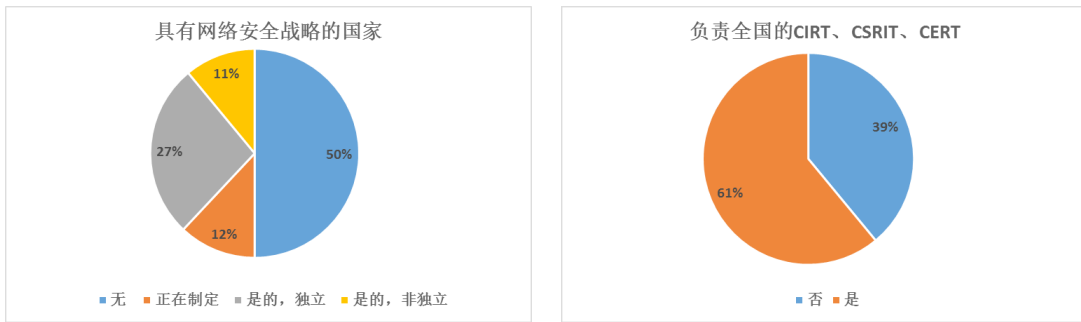 具有网络安全战略的国家
11%
27%
50%
12%
无 正在制定 是的，独立 是的，非独立
负责全国的CIRT、CSRIT、CERT
39%
61%
否 是